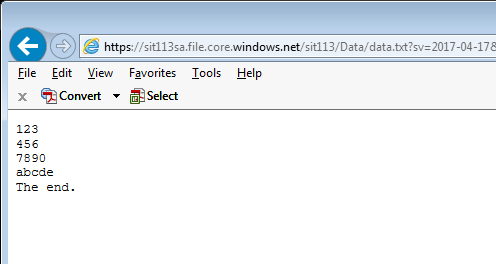 https://sit113sa.file.core.windows.net/sit113/Data/data.txt?sv=2017-04-178
File Edit View Favorites Tools Help
x Convert Select
123
456
7890
abcde
The end.